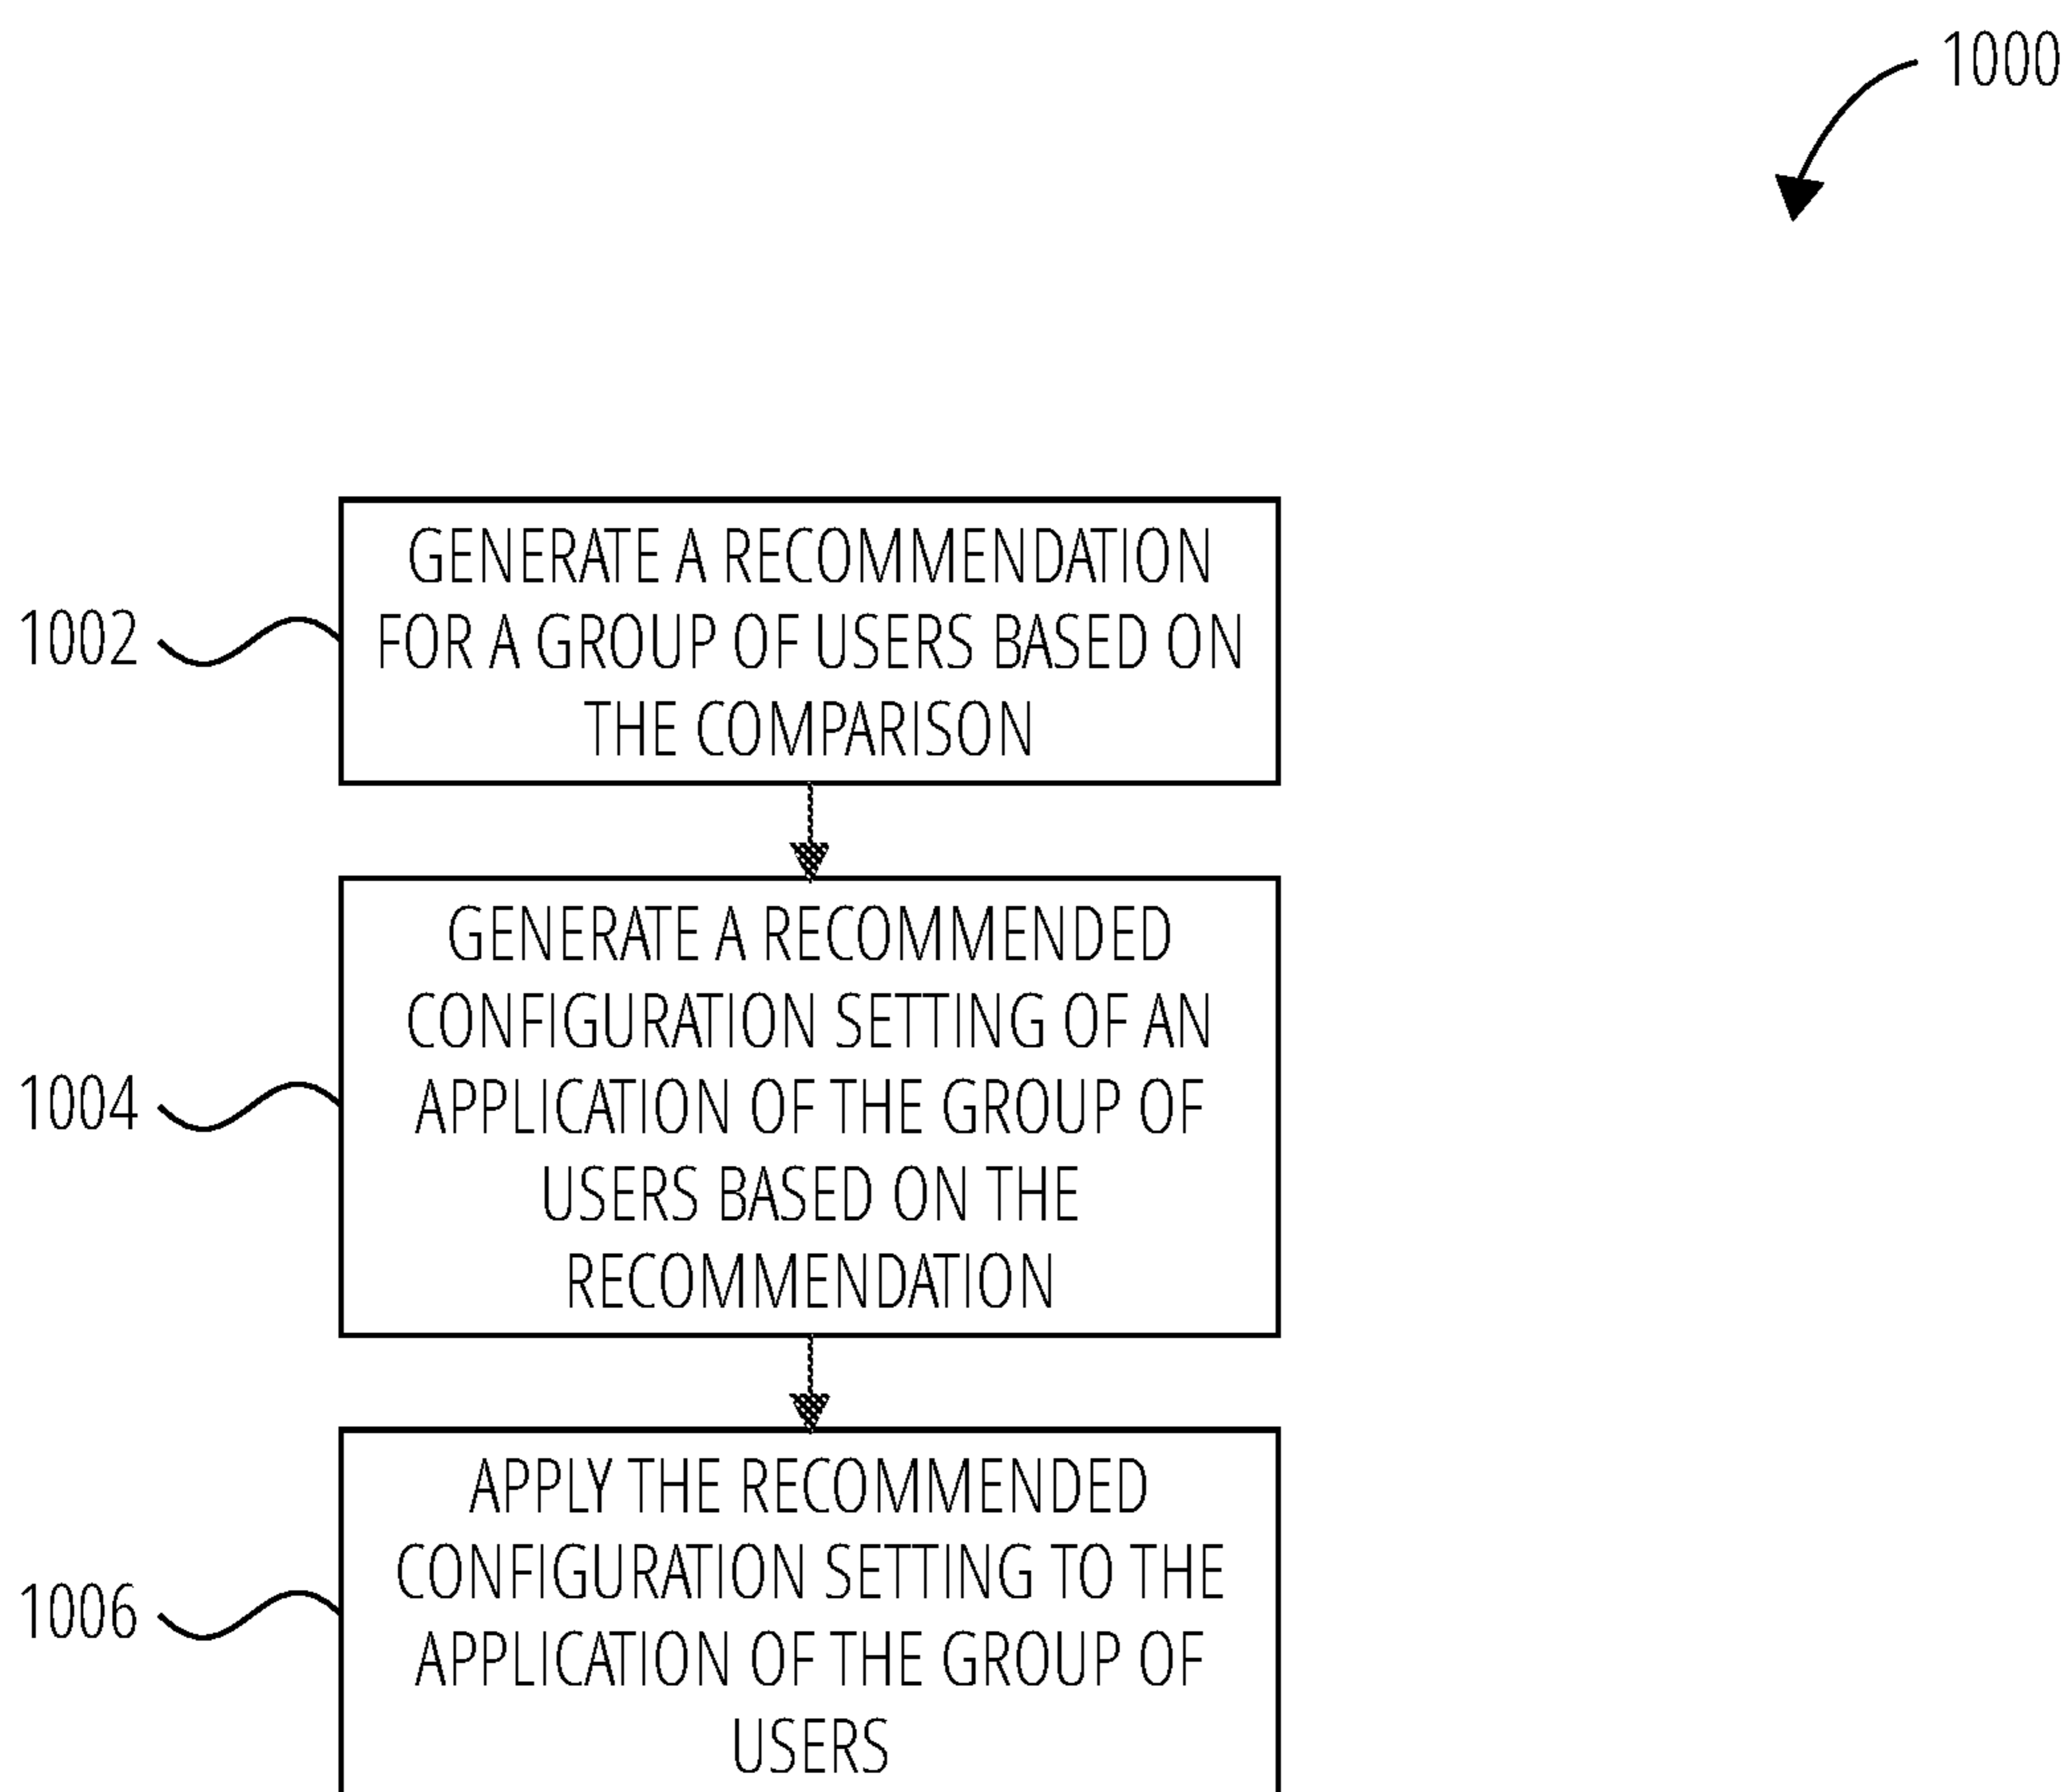 1000
GENERATE A RECOMMENDATION
FOR A GROUP OF USERS BASED ON
THE COMPARISON
1002
GENERATE A RECOMMENDED
CONFIGURATION SETTING OF AN
APPLICATION OF THE GROUP OF
USERS BASED ON THE
RECOMMENDATION
1004
APPLY THE RECOMMENDED
CONFIGURATION SETTING TO THE
APPLICATION OF THE GROUP OF
USERS
1006